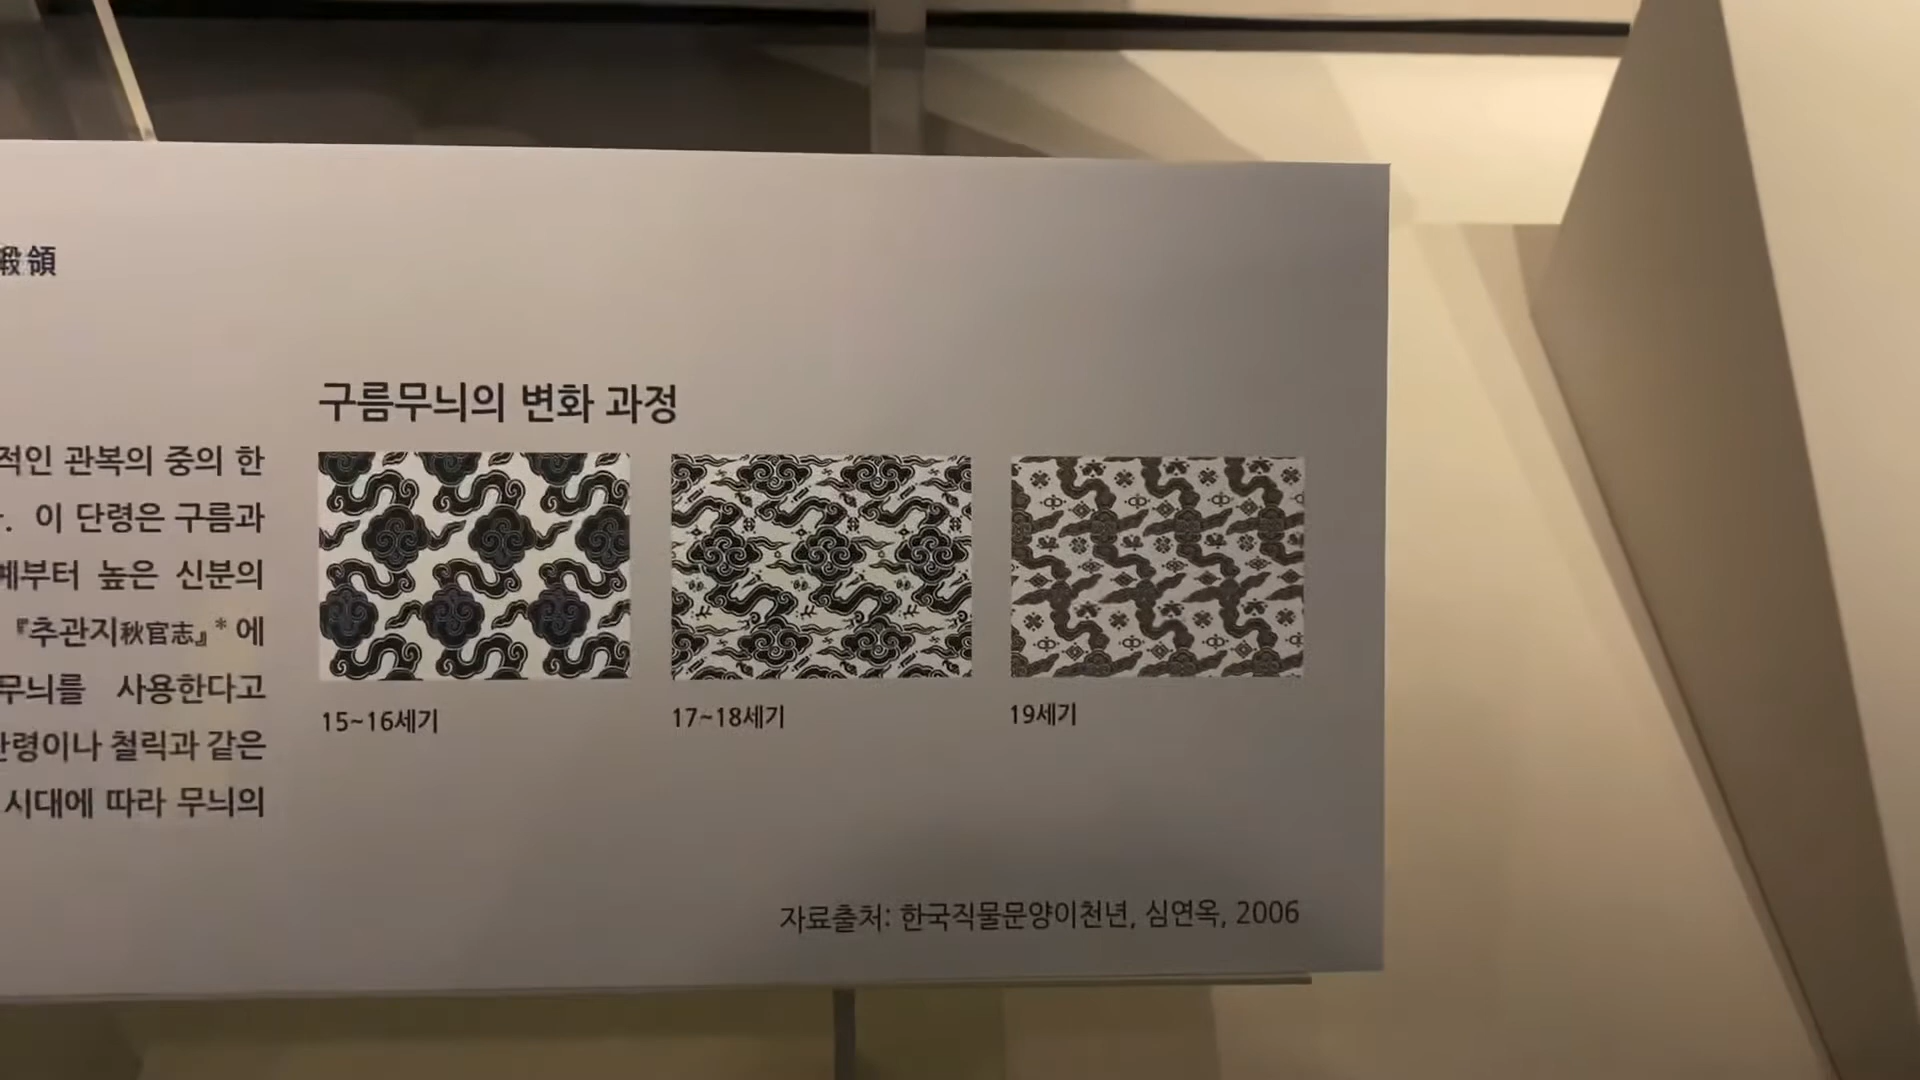 領
적인 관복의 중의 한
이 단령은 구름과
높은 신분의
『추관지秋官志』* 에
무늬를 사용한다고
단령이나 철릭과 같은
시대에 따라 무늬의
구름무늬의 변화 과정
15~16세기
17~18세기
19세기
자료출처: 한국직물문양이천년, 심연옥, 2006